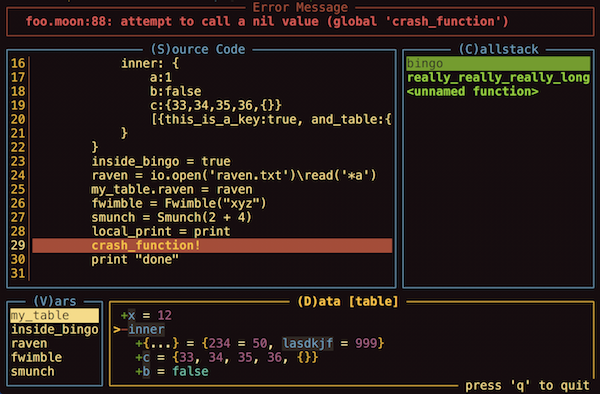 Error Message
foo.moon:88: attempt to call a nil value (global 'crash_function')
(S)ource Code
16 inner: {
17 a:1
18 b:false
19 c:{33,34,35,36,{}}
20 [{this_is_a_key:true, and_table:{
21 }
22 }
23 inside_bingo = true
24 raven = io.open('raven.txt')\read('*a')
25 my_table.raven = raven
26 fwimble = Fwimble("xyz")
27 smunch = Smunch(2 + 4)
28 local_print = print
29 crash_function!
30 print "done"
31
(C)allstack
bingo
really_really_really_long
<unnamed function>
(V)ars
my_table
inside_bingo
raven
fwimble
smunch
(D)ata [table]
+x = 12
>-inner
+{...} = {234 = 50, lasdkjf = 999}
+c = {33, 34, 35, 36, {}}
+b = false
press 'q' to quit